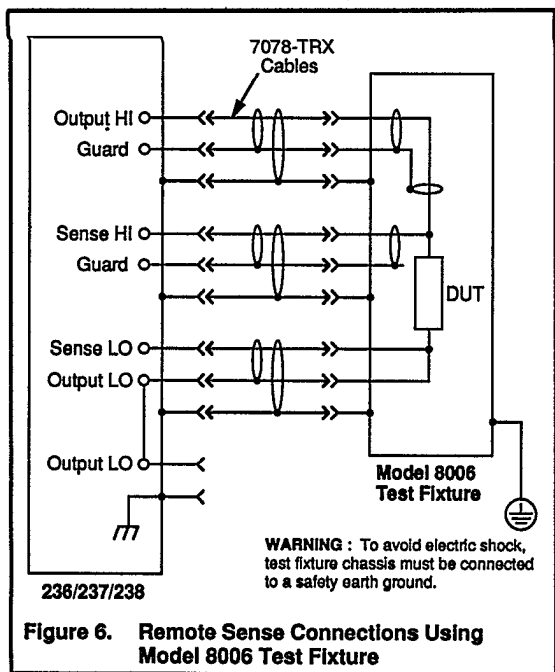 7078-TRX
Cables
Output HI
Guard
Sense HI
Guard
DUT
Sense LO
Output LO
Output LO
Model 8006
Test Fixture
WARNING : To avoid electric shock,
test fixture chassis must be connected
to a safety earth ground.
236/237/238
Figure 6. Remote Sense Connections Using
Model 8006 Test Fixture